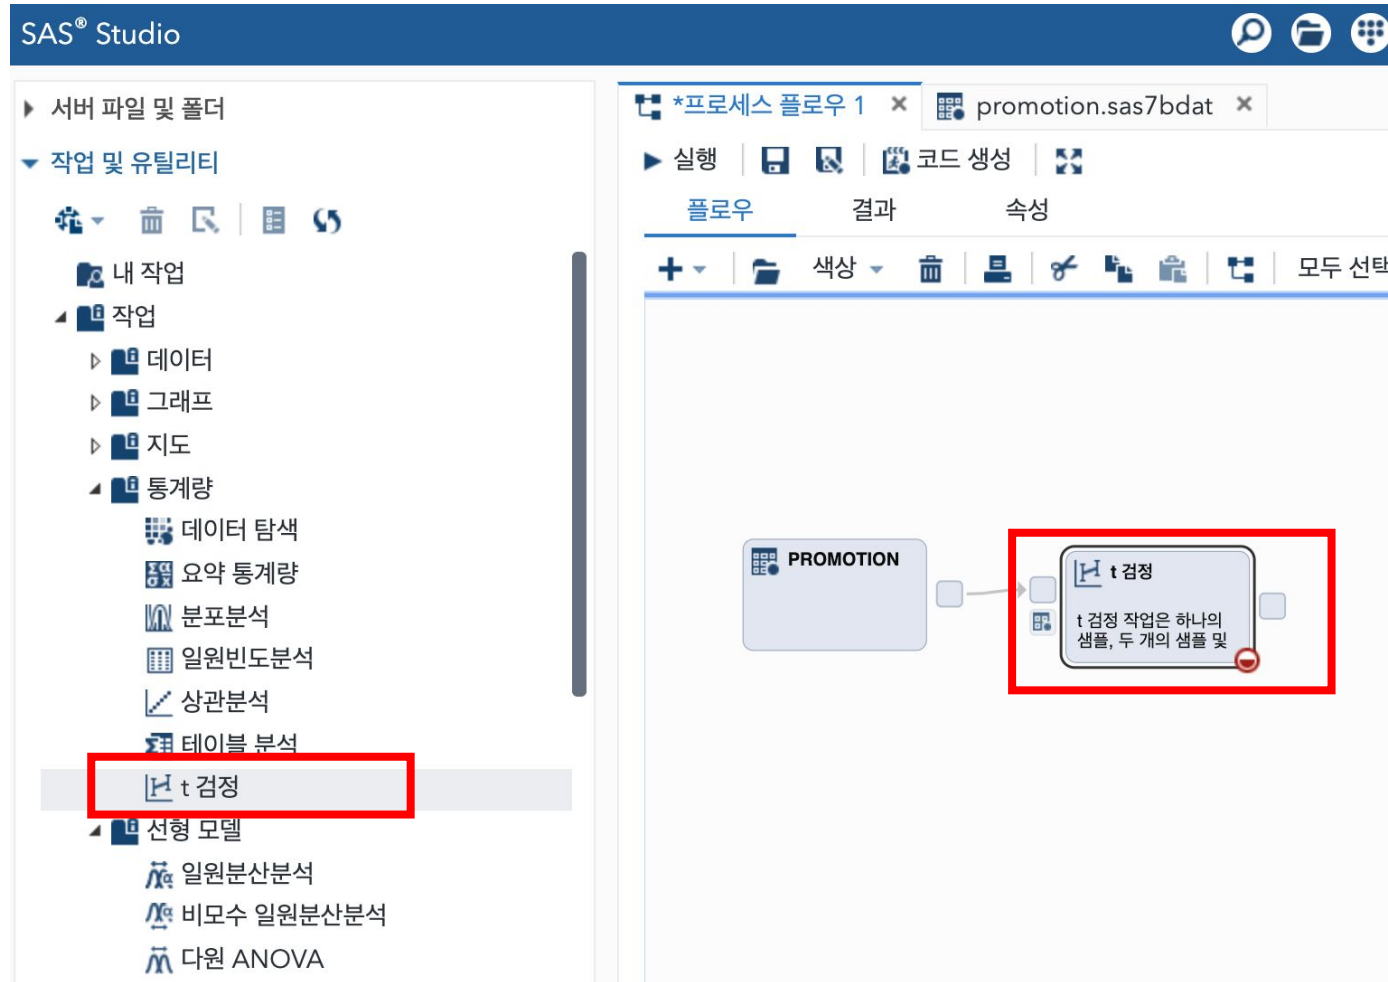 SAS® Studio
서버 파일 및 폴더
작업 및 유틸리티
내 작업
작업
데이터
그래프
지도
통계량
데이터 탐색
요약 통계량
분포분석
일원빈도분석
상관분석
테이블 분석
t 검정
선형 모델
일원분산분석
비모수 일원분산분석
다원 ANOVA
*프로세스 플로우 1
promotion.sas7bdat
실행
코드 생성
플로우 결과 속성
색상 모두 선택
PROMOTION
t 검정
t 검정 작업은 하나의
샘플, 두 개의 샘플 및